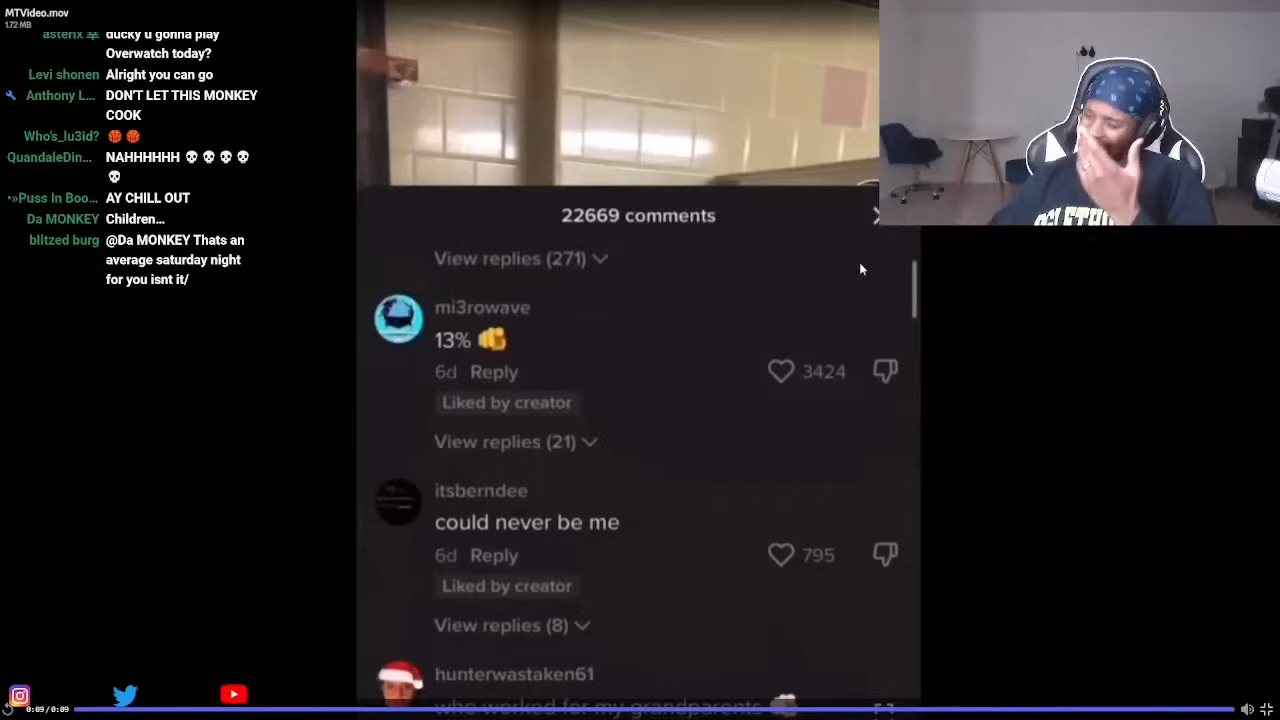 MTVideo.mov
1.72 MB
asterix 幸 ducky u gonna play
Overwatch today?
Levi shonen Alright you can go
Anthony L... DON'T LET THIS MONKEY
COOK
Who's_lu3id? 🏀 🏀
QuandaleDin... NAHHHHHH 💀 💀 💀 💀
💀
•»Puss In Boo... AY CHILL OUT
Da MONKEY Children...
blitzed burg @Da MONKEY Thats an
average saturday night
for you isnt it/
22669 comments
View replies (271)
mi3rowave
13% 🫵
6d Reply
3424
Liked by creator
View replies (21)
itsberndee
could never be me
6d Reply
795
Liked by creator
View replies (8)
hunterwastaken61
who worked for my grandparents
0:09/0:09